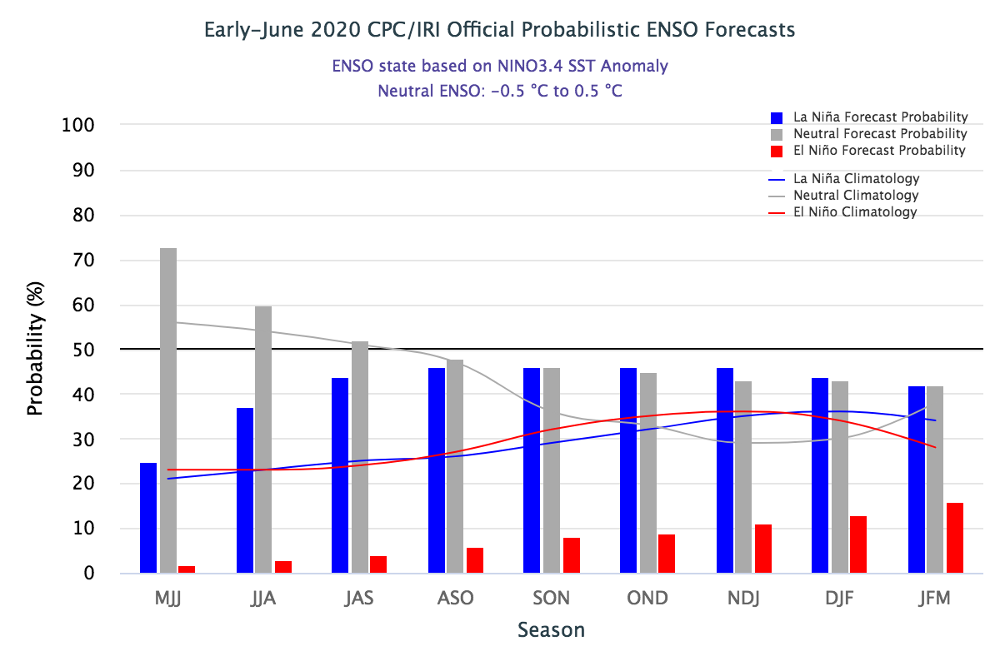 Early-June 2020 CPC/IRI Official Probabilistic ENSO Forecasts
ENSO state based on NINO3.4 SST Anomaly
Neutral ENSO: -0.5 °C to 0.5 °C
La Niña Forecast Probability
Neutral Forecast Probability
El Niño Forecast Probability
La Niña Climatology
Neutral Climatology
El Niño Climatology
Probability (%)
100
90
80
70
60
50
40
30
20
10
0
MJJ JJA JAS ASO SON OND NDJ DJF JFM
Season